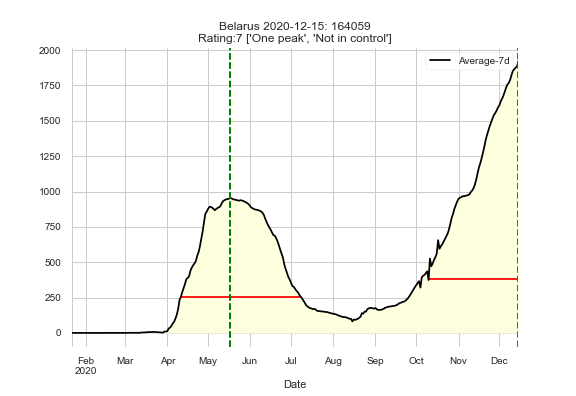 Belarus 2020-12-15: 164059
Rating:7 ['One peak', 'Not in control']
Average-7d
2000
1750
1500
1250
1000
750
500
250
0
Feb Mar Apr May Jun Jul Aug Sep Oct Nov Dec
2020
Date